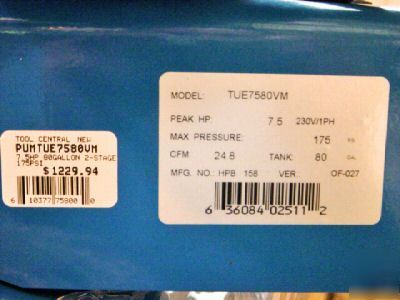 TOOL CENTRAL NEW
PUMTUE7580VM
7.5HP 80GALLON 2-STAGE
175PSI
$1229.94
6 10377 75800 0
MODEL: TUE7580VM
PEAK HP: 7.5 230V/1PH
MAX PRESSURE: 175
CFM 24.8 TANK: 80 GAL
MFG. NO.: HPB 158 VER: OF-027
6 36084 02511 2